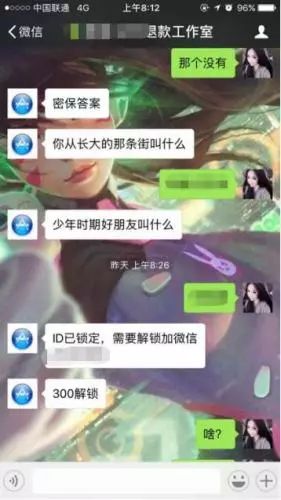 中国联通 4G 上午8:12 96%
微信 退款工作室
那个没有
密保答案
你从长大的那条街叫什么
少年时期好朋友叫什么
昨天 上午8:26
ID已锁定，需要解锁加微信
300解锁
啥？